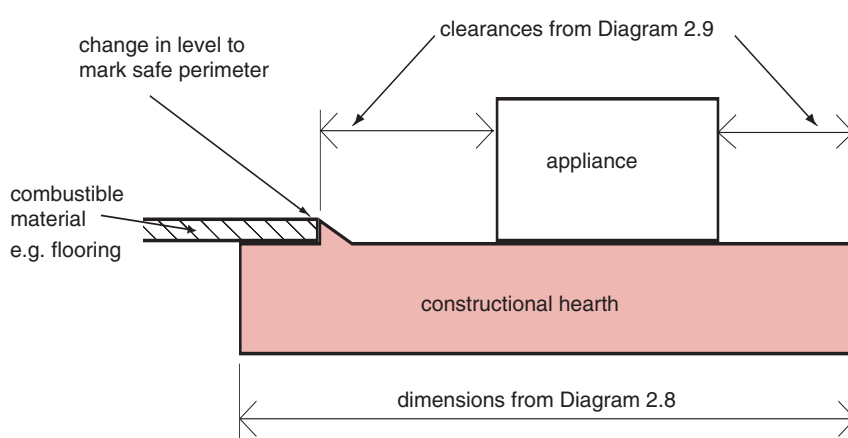 change in level to
mark safe perimeter
clearances from Diagram 2.9
appliance
combustible
material
e.g. flooring
constructional hearth
dimensions from Diagram 2.8